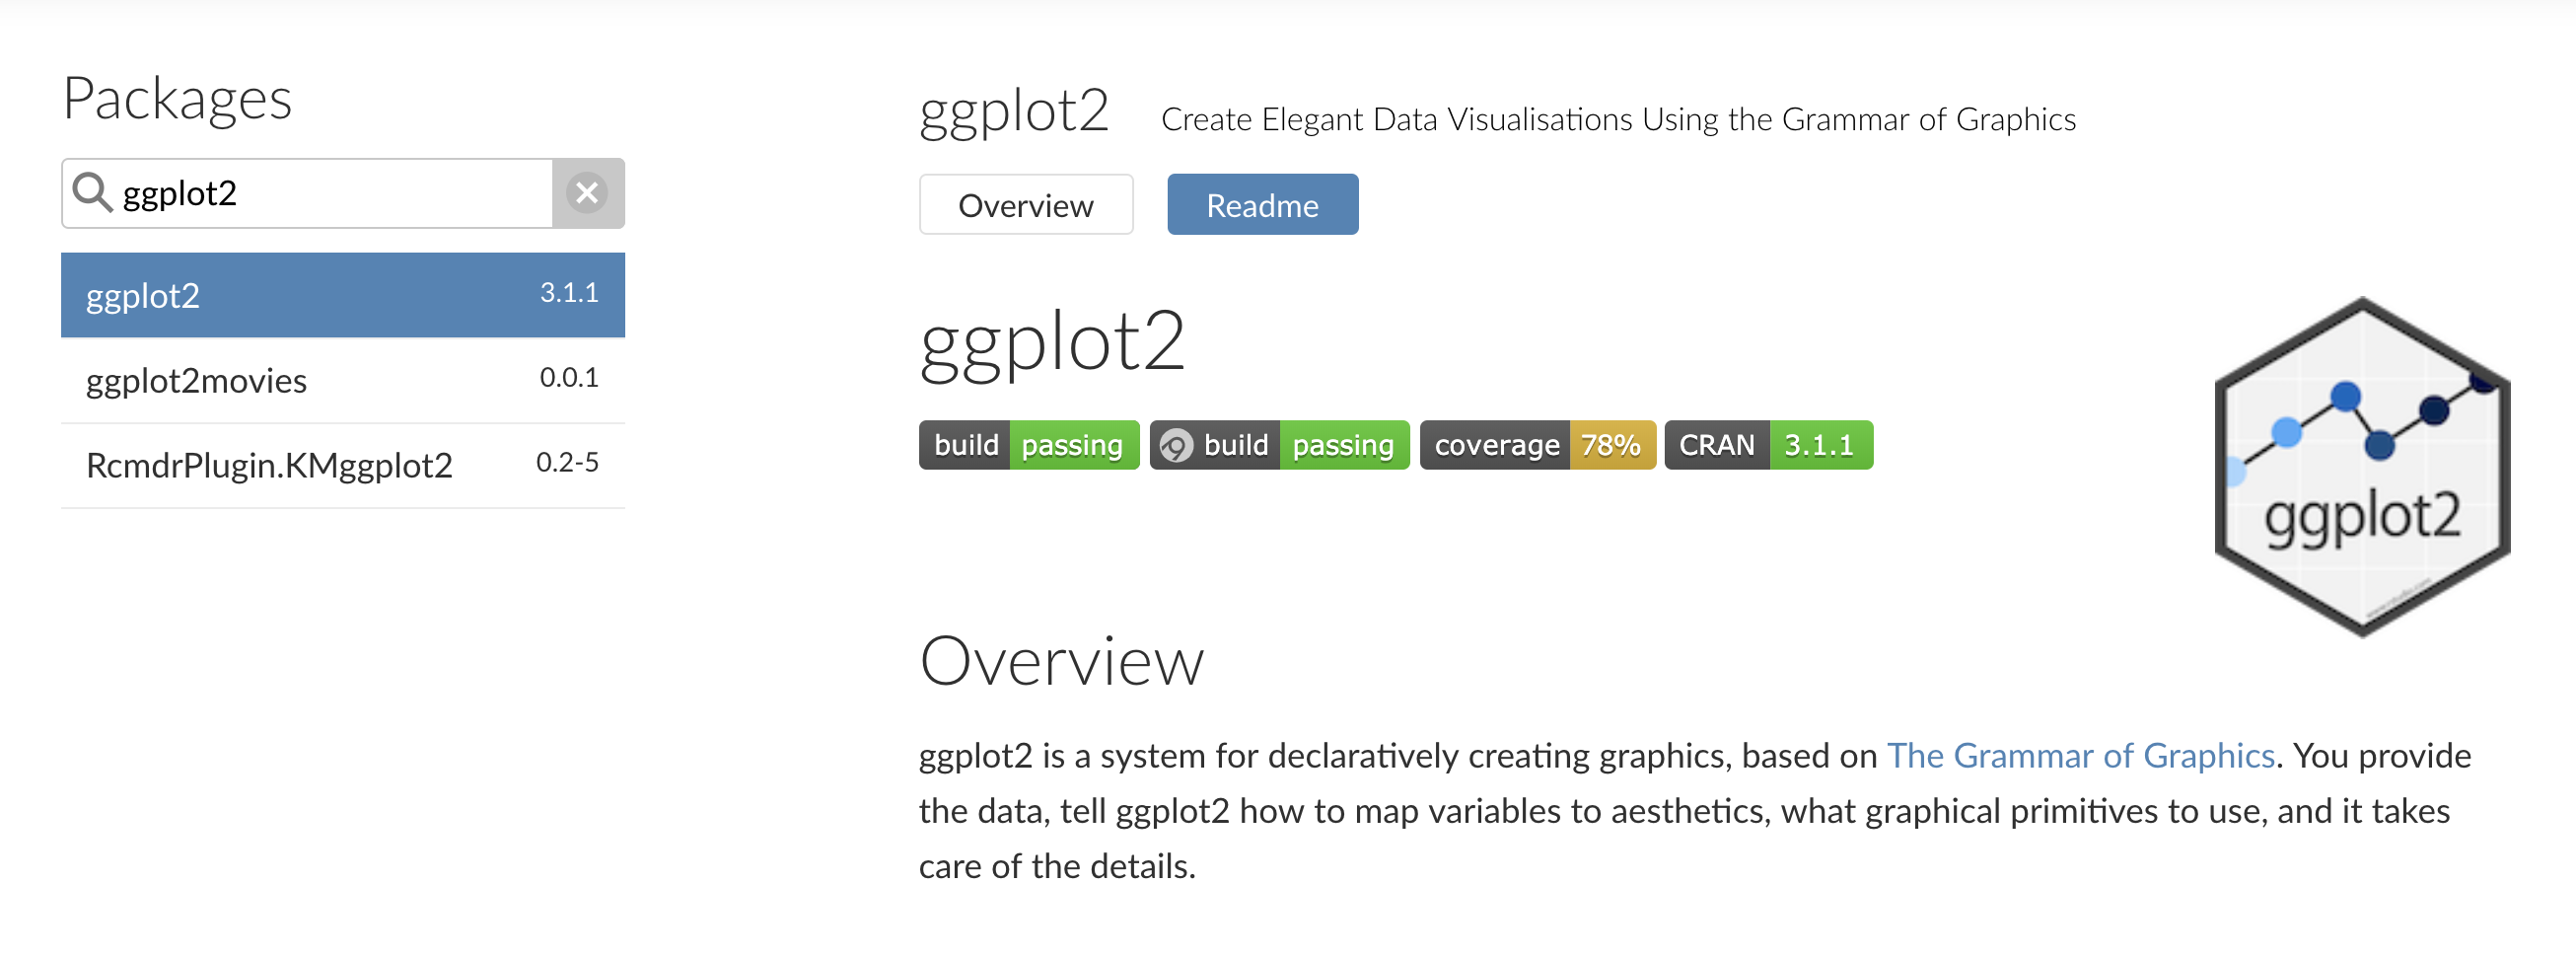 Packages
ggplot2
ggplot2 3.1.1
ggplot2movies 0.0.1
RcmdrPlugin.KMggplot2 0.2-5
ggplot2 Create Elegant Data Visualisations Using the Grammar of Graphics
Overview Readme
ggplot2
build passing build passing coverage 78% CRAN 3.1.1
ggplot2
Overview
ggplot2 is a system for declaratively creating graphics, based on The Grammar of Graphics. You provide
the data, tell ggplot2 how to map variables to aesthetics, what graphical primitives to use, and it takes
care of the details.